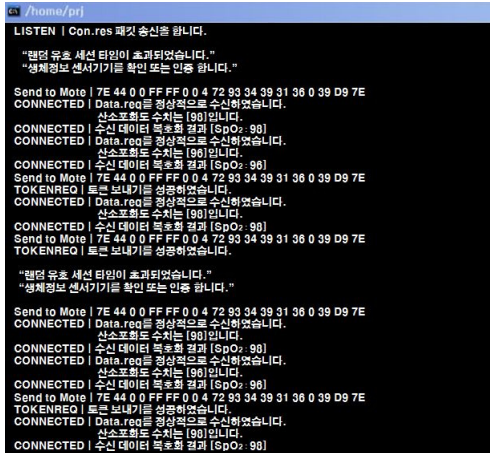 /home/prj
LISTEN | Con.res 패킷 송신을 합니다.
“랜덤 유효 세션 타임이 초과되었습니다.”
“생체정보 센서기기를 확인 또는 인증 합니다.”
Send to Mote | 7E 44 0 0 FF FF 0 0 4 72 93 34 39 31 36 0 39 D9 7E
CONNECTED | Data.reg를 정상적으로 수신하였습니다.
산소포화도 수치는 [98]입니다.
CONNECTED | 수신 데이터 복호화 결과 [SpO₂: 98]
CONNECTED | Data.reg를 정상적으로 수신하였습니다.
산소포화도 수치는 [96]입니다.
CONNECTED | 수신 데이터 복호화 결과 [SpO₂: 96]
Send to Mote | 7E 44 0 0 FF FF 0 0 4 72 93 34 39 31 36 0 39 D9 7E
TOKENREQ | 토큰 보내기를 성공하였습니다.
CONNECTED | Data.reg를 정상적으로 수신하였습니다.
산소포화도 수치는 [98]입니다.
CONNECTED | 수신 데이터 복호화 결과 [SpO₂: 98]
Send to Mote | 7E 44 0 0 FF FF 0 0 4 72 93 34 39 31 36 0 39 D9 7E
TOKENREQ | 토큰 보내기를 성공하였습니다.
“랜덤 유효 세션 타임이 초과되었습니다.”
“생체정보 센서기기를 확인 또는 인증 합니다.”
Send to Mote | 7E 44 0 0 FF FF 0 0 4 72 93 34 39 31 36 0 39 D9 7E
CONNECTED | Data.reg를 정상적으로 수신하였습니다.
산소포화도 수치는 [98]입니다.
CONNECTED | 수신 데이터 복호화 결과 [SpO₂: 98]
CONNECTED | Data.reg를 정상적으로 수신하였습니다.
산소포화도 수치는 [96]입니다.
CONNECTED | 수신 데이터 복호화 결과 [SpO₂: 96]
Send to Mote | 7E 44 0 0 FF FF 0 0 4 72 93 34 39 31 36 0 39 D9 7E
TOKENREQ | 토큰 보내기를 성공하였습니다.
CONNECTED | Data.reg를 정상적으로 수신하였습니다.
산소포화도 수치는 [98]입니다.
CONNECTED | 수신 데이터 복호화 결과 [SpO₂: 98]